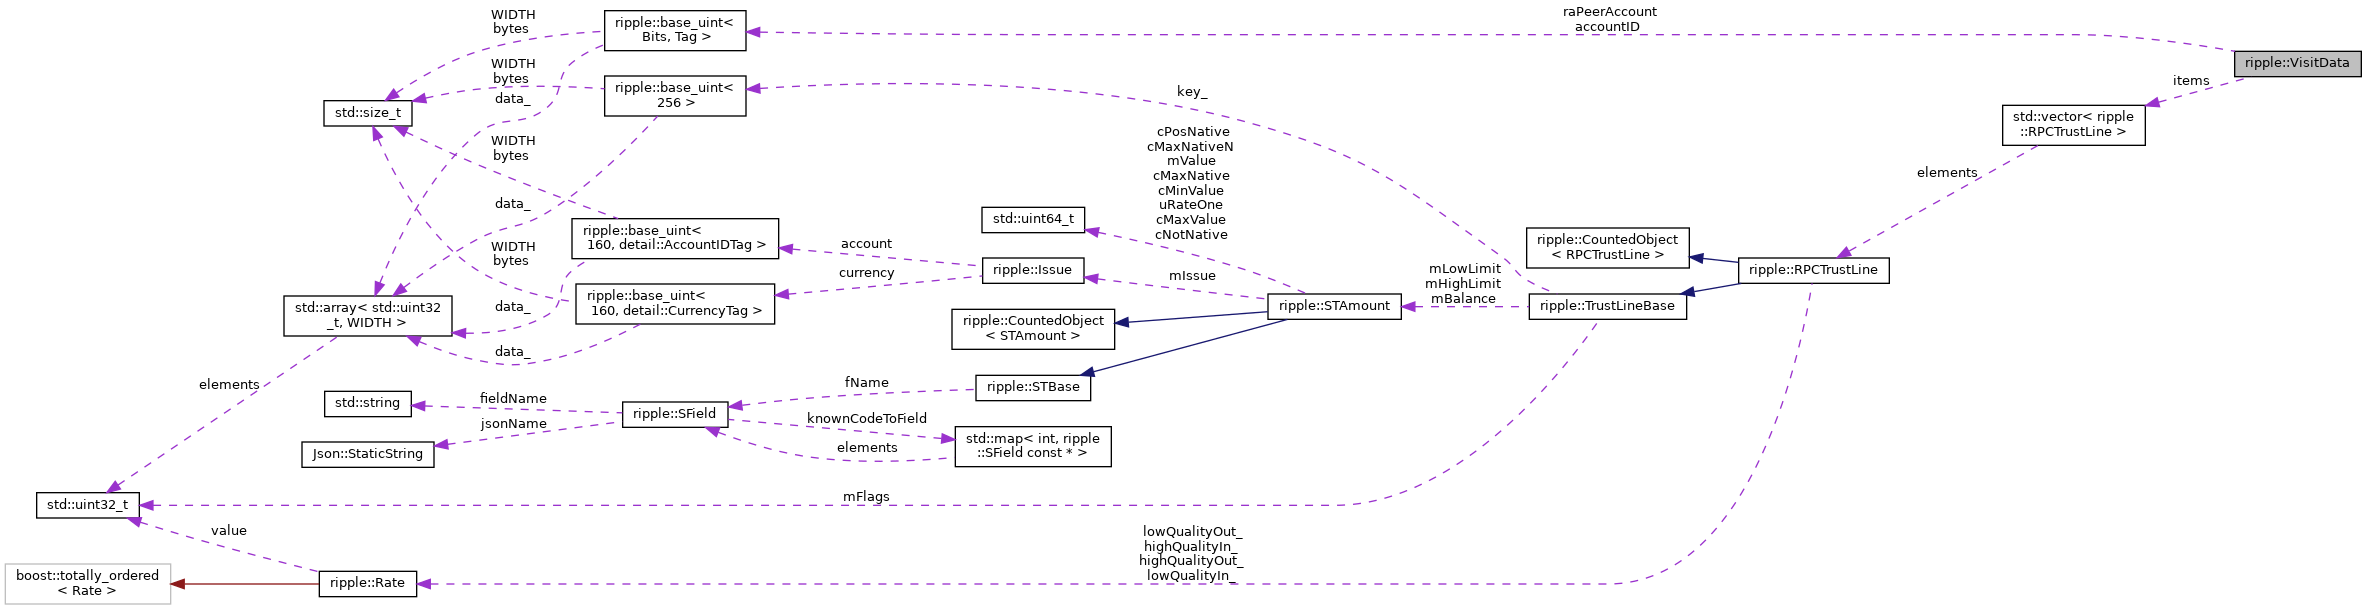 WIDTH
bytes
ripple::base_uint<
Bits, Tag >
raPeerAccount
accountID
ripple::VisitData
WIDTH
bytes
data_
ripple::base_uint<
256 >
key_
items
std::size_t
std::vector< ripple
::RPCTrustLine >
WIDTH
bytes
cPosNative
cMaxNativeN
mValue
cMaxNative
cMinValue
uRateOne
cMaxValue
cNotNative
elements
data_
std::uint64_t
ripple::base_uint<
160, detail::AccountIDTag >
account
WIDTH
bytes
ripple::CountedObject
< RPCTrustLine >
currency
ripple::Issue
mIssue
mLowLimit
mHighLimit
mBalance
ripple::RPCTrustLine
std::array< std::uint32
_t, WIDTH >
data_
ripple::base_uint<
160, detail::CurrencyTag >
ripple::STAmount
ripple::TrustLineBase
ripple::CountedObject
< STAmount >
data_
elements
fName
ripple::STBase
std::string
fieldName
ripple::SField
knownCodeToField
jsonName
Json::StaticString
elements
std::map< int, ripple
::SField const * >
std::uint32_t
mFlags
value
lowQualityOut_
highQualityIn_
highQualityOut_
lowQualityIn_
boost::totally_ordered
< Rate >
ripple::Rate